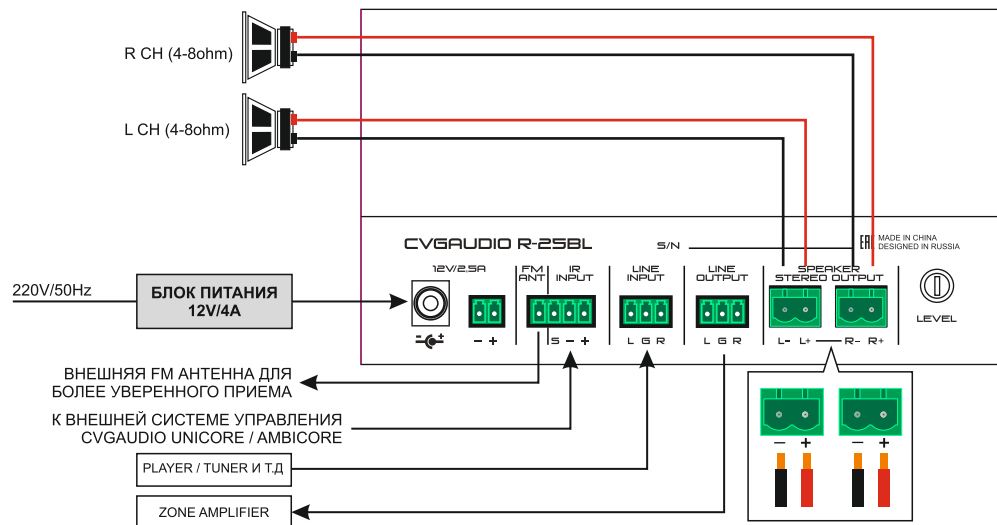 R CH (4-8ohm)
L CH (4-8ohm)
CVGAUDIO R-25BL
S/N
EAC
MADE IN CHINA
DESIGNED IN RUSSIA
12V/2.5A
FM
ANT
IR
INPUT
LINE
INPUT
LINE
OUTPUT
SPEAKER
STEREO OUTPUT
LEVEL
220V/50Hz
БЛОК ПИТАНИЯ
12V/4A
- +
- +
S - +
L G R
L G R
L- L+
R- R+
ВНЕШНЯЯ FM АНТЕННА ДЛЯ
БОЛЕЕ УВЕРЕННОГО ПРИЕМА
К ВНЕШНЕЙ СИСТЕМЕ УПРАВЛЕНИЯ
CVGAUDIO UNICORE / AMBICORE
PLAYER / TUNER И Т.Д
ZONE AMPLIFIER
- +
- +